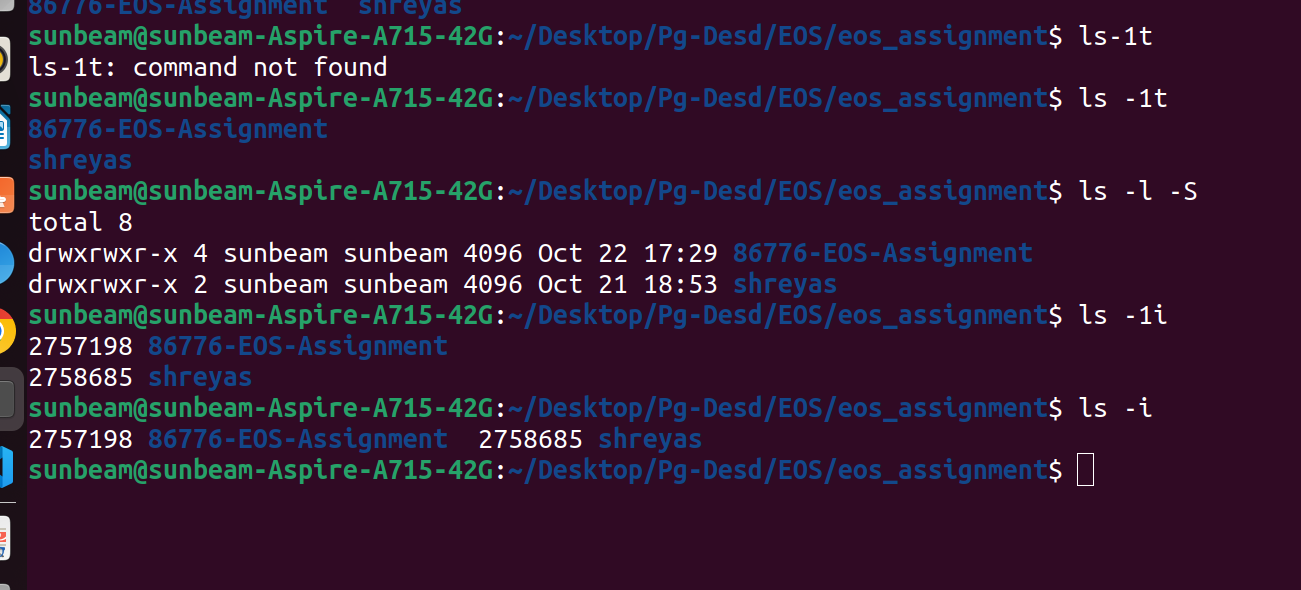 86776-EOS-Assignment  shreyas
sunbeam@sunbeam-Aspire-A715-42G:~/Desktop/Pg-Desd/EOS/eos_assignment$ ls-1t
ls-1t: command not found
sunbeam@sunbeam-Aspire-A715-42G:~/Desktop/Pg-Desd/EOS/eos_assignment$ ls -1t
86776-EOS-Assignment
shreyas
sunbeam@sunbeam-Aspire-A715-42G:~/Desktop/Pg-Desd/EOS/eos_assignment$ ls -l -S
total 8
drwxrwxr-x 4 sunbeam sunbeam 4096 Oct 22 17:29 86776-EOS-Assignment
drwxrwxr-x 2 sunbeam sunbeam 4096 Oct 21 18:53 shreyas
sunbeam@sunbeam-Aspire-A715-42G:~/Desktop/Pg-Desd/EOS/eos_assignment$ ls -1i
2757198 86776-EOS-Assignment
2758685 shreyas
sunbeam@sunbeam-Aspire-A715-42G:~/Desktop/Pg-Desd/EOS/eos_assignment$ ls -i
2757198 86776-EOS-Assignment  2758685 shreyas
sunbeam@sunbeam-Aspire-A715-42G:~/Desktop/Pg-Desd/EOS/eos_assignment$